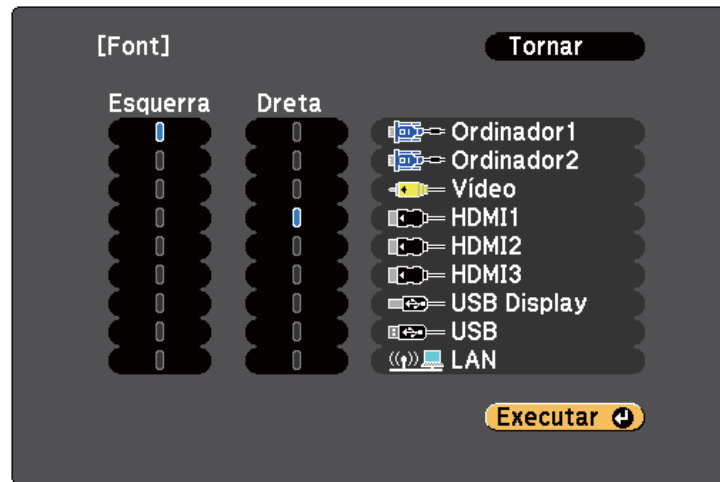 [Font]
Tornar
Esquerra Dreta
Ordinador1
Ordinador2
Vídeo
HDMI1
HDMI2
HDMI3
USB Display
USB
LAN
Executar